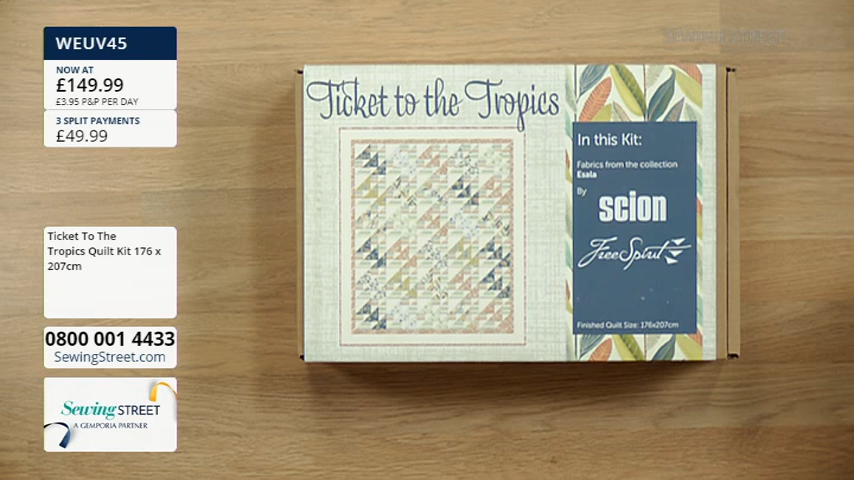 WEUV45
NOW AT
£149.99
£3.95 P&P PER DAY
3 SPLIT PAYMENTS
£49.99
Ticket To The
Tropics Quilt Kit 176 x
207cm
0800 001 4433
SewingStreet.com
Sewing STREET
A GEMPORIA PARTNER
Ticket to the Tropics
In this Kit:
Fabrics from the collection
Esala
By
scion
FreeSpirit
Finished Quilt Size: 176x207cm